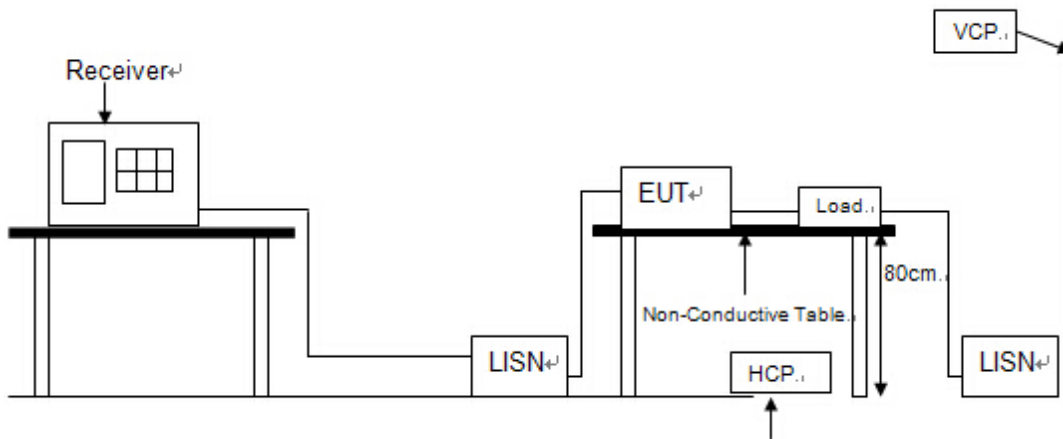 VCP.
Receiver
EUT
Load.
80cm.
Non-Conductive Table.
LISN
HCP.
LISN